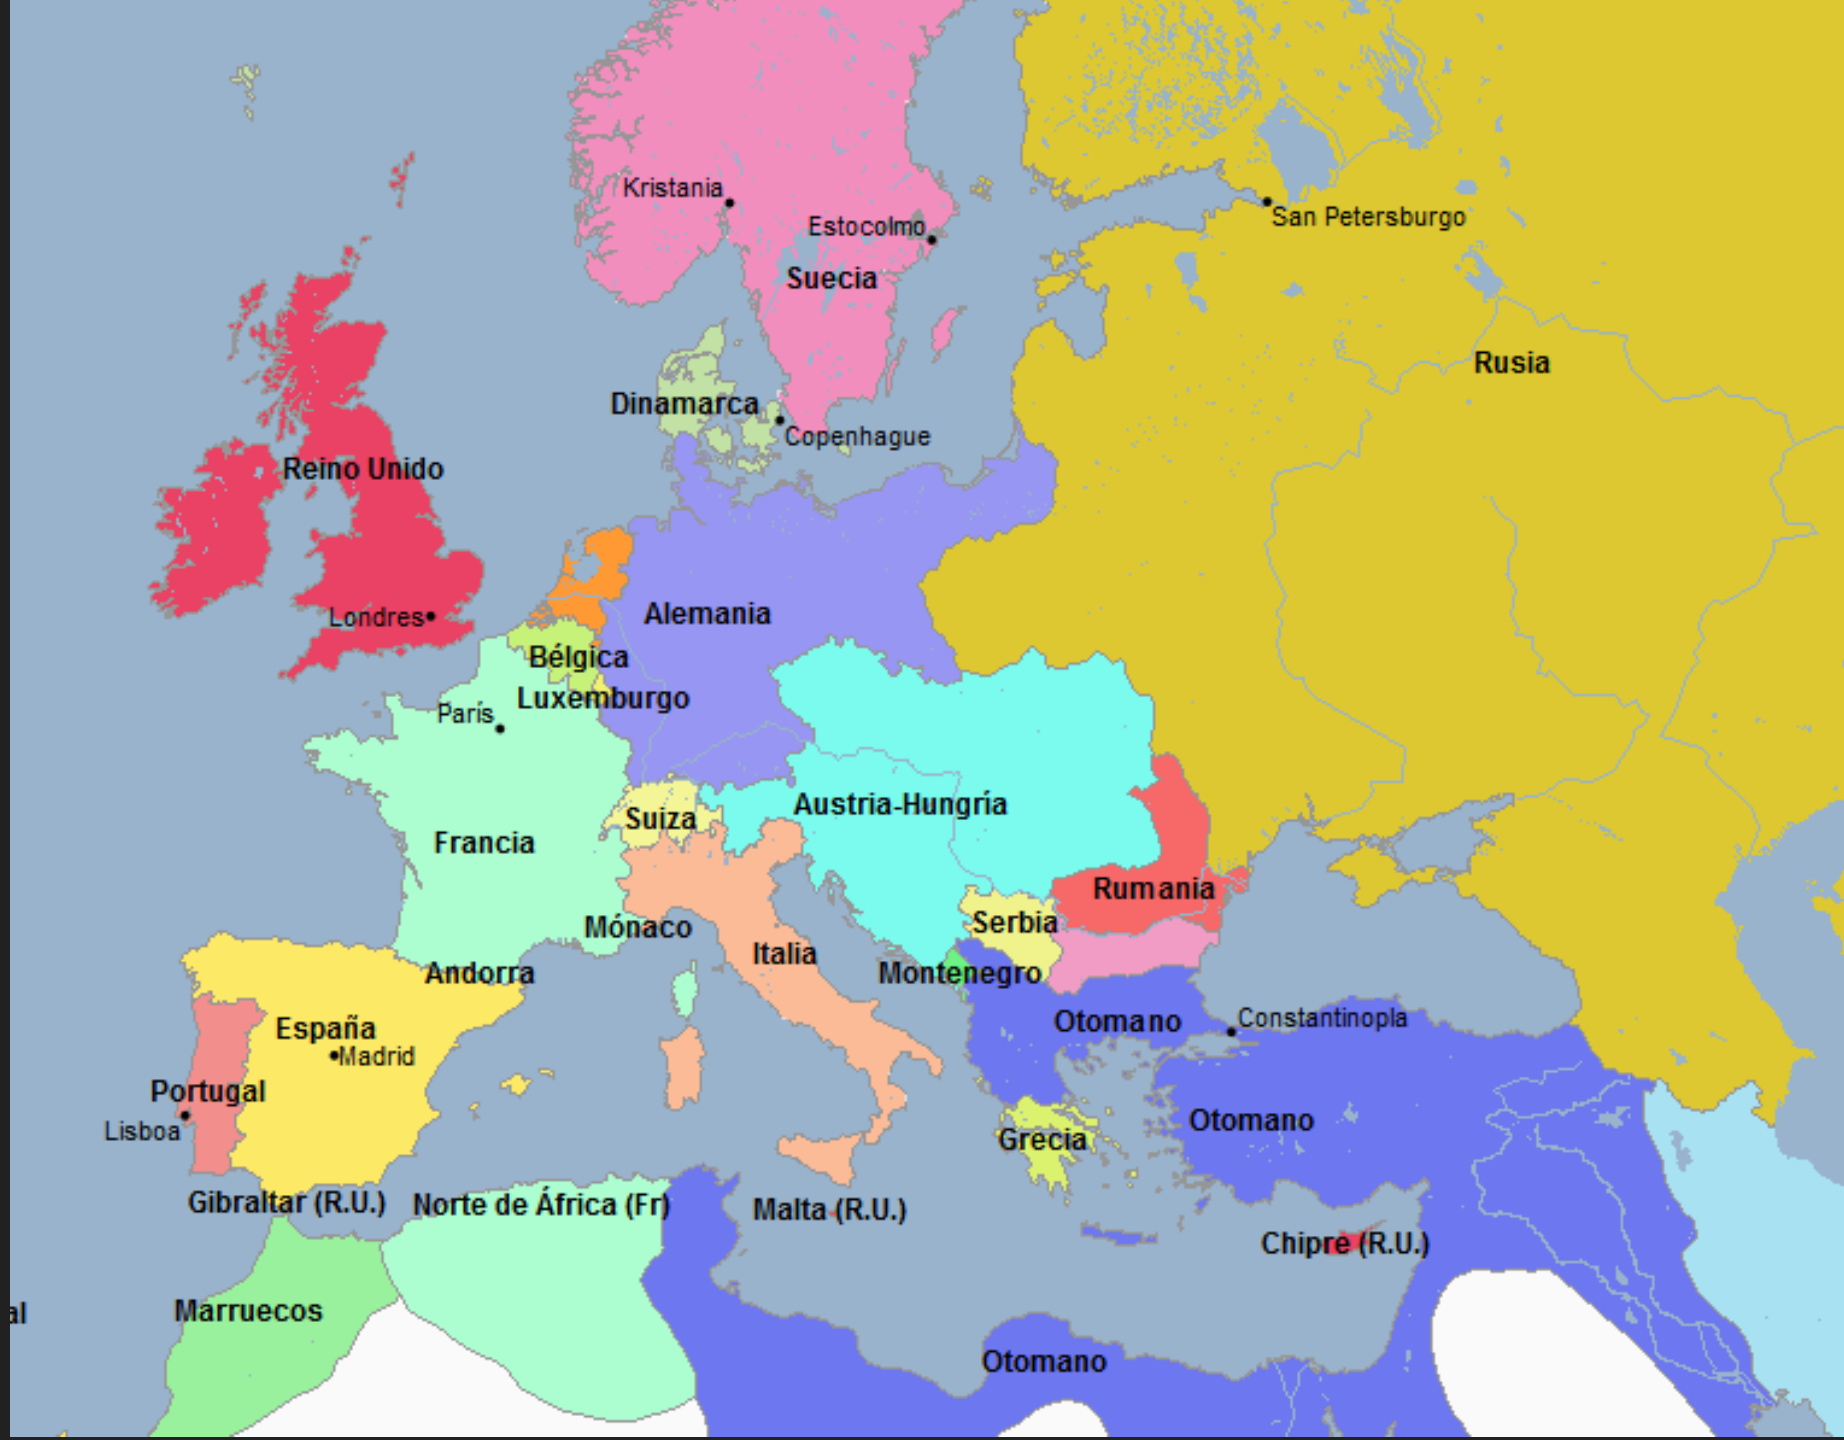 Kristania
San Petersburgo
Estocolmo
Suecia
Rusia
Dinamarca
Copenhague
Reino Unido
Londres
Alemania
Bélgica
Luxemburgo
París
Austria-Hungría
Suiza
Francia
Rumania
Serbia
Mónaco
Italia
Montenegro
Andorra
Otomano
Constantinopla
España
Madrid
Portugal
Lisboa
Otomano
Grecia
Gibraltar (R.U.)
Norte de África (Fr)
Malta (R.U.)
Chipre (R.U.)
Marruecos
al
Otomano